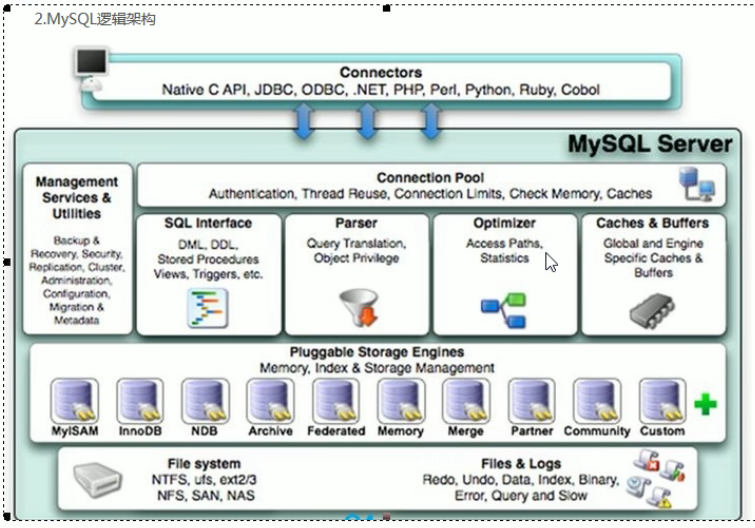 2.MySQL逻辑架构
Connectors
Native C API, JDBC, ODBC, .NET, PHP, Perl, Python, Ruby, Cobol
MySQL Server
Management
Services &
Utilities
Backup &
Recovery, Security,
Replication, Cluster,
Administration,
Configuration,
Migration &
Metadata
Connection Pool
Authentication, Thread Reuse, Connection Limits, Check Memory, Caches
SQL Interface
DML, DDL,
Stored Procedures
Views, Triggers, etc.
Parser
Query Translation,
Object Privilege
Optimizer
Access Paths,
Statistics
Caches & Buffers
Global and Engine
Specific Caches &
Buffers
Pluggable Storage Engines
Memory, Index & Storage Management
MyISAM
InnoDB
NDB
Archive
Federated
Memory
Merge
Partner
Community
Custom
File system
NTFS, ufs, ext2/3
NFS, SAN, NAS
Files & Logs
Redo, Undo, Data, Index, Binary,
Error, Query and Slow